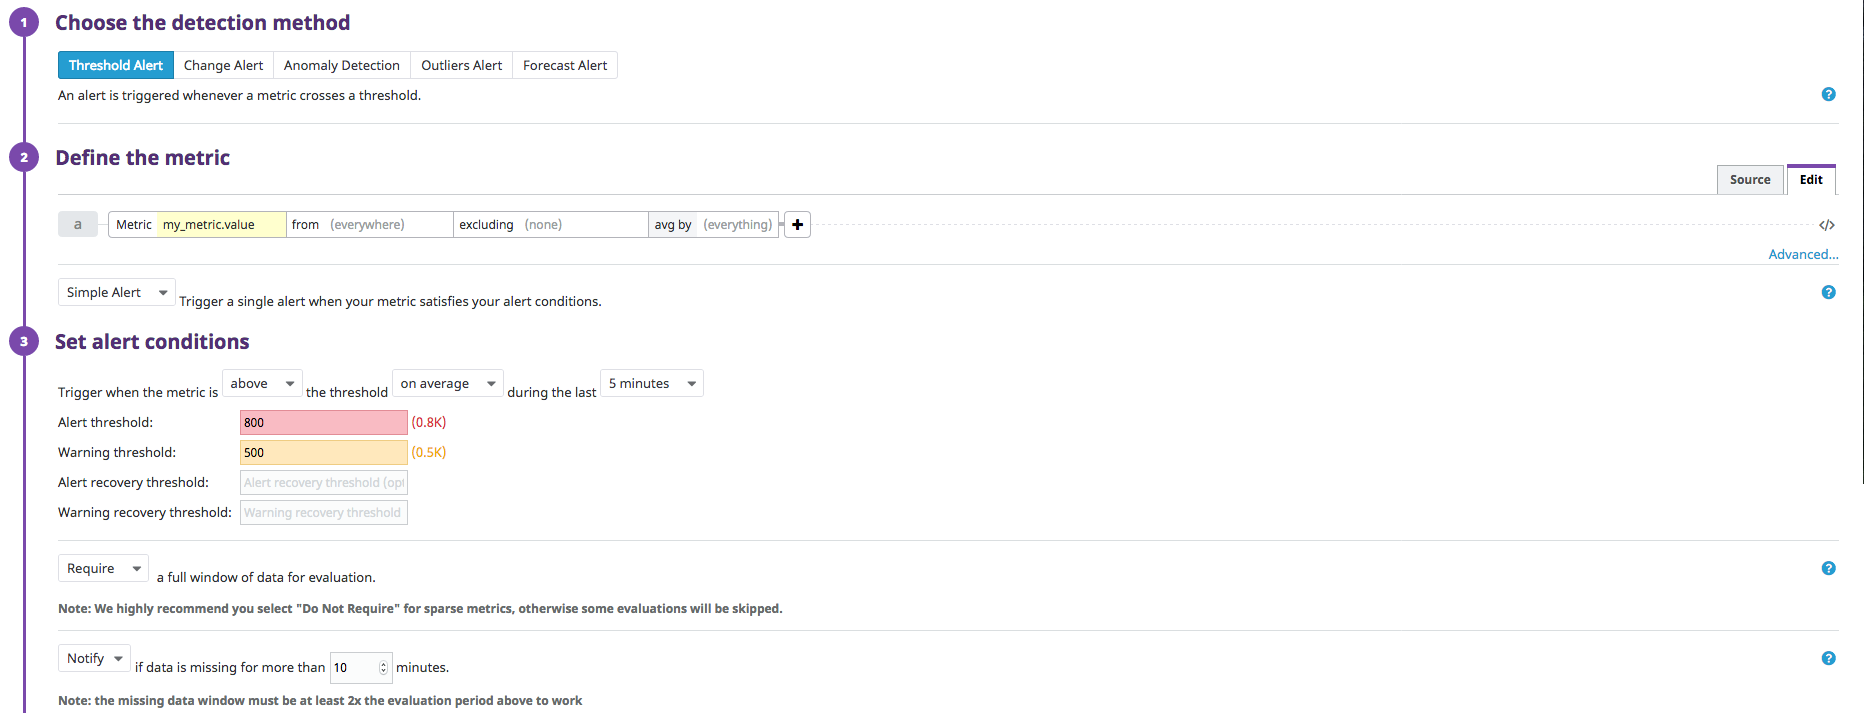 1 Choose the detection method
Threshold Alert Change Alert Anomaly Detection Outliers Alert Forecast Alert
An alert is triggered whenever a metric crosses a threshold. ?
2 Define the metric
Source Edit
a Metric my_metric.value from (everywhere) excluding (none) avg by (everything) + </>
Advanced...
Simple Alert Trigger a single alert when your metric satisfies your alert conditions. ?
3 Set alert conditions
Trigger when the metric is above the threshold on average during the last 5 minutes
Alert threshold: 800 (0.8K)
Warning threshold: 500 (0.5K)
Alert recovery threshold: Alert recovery threshold (opt
Warning recovery threshold: Warning recovery threshold
Require a full window of data for evaluation. ?
Note: We highly recommend you select "Do Not Require" for sparse metrics, otherwise some evaluations will be skipped.
Notify if data is missing for more than 10 minutes. ?
Note: the missing data window must be at least 2x the evaluation period above to work